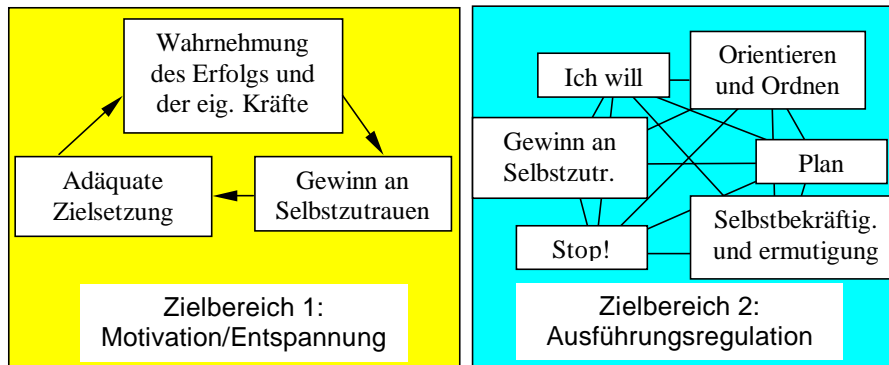 Wahrnehmung
des Erfolgs und
der eig. Kräfte
Adäquate
Zielsetzung
Gewinn an
Selbstzutrauen
Zielbereich 1:
Motivation/Entspannung
Ich will
Orientieren
und Ordnen
Gewinn an
Selbstzutr.
Plan
Stop!
Selbstbekräftig.
und ermutigung
Zielbereich 2:
Ausführungsregulation